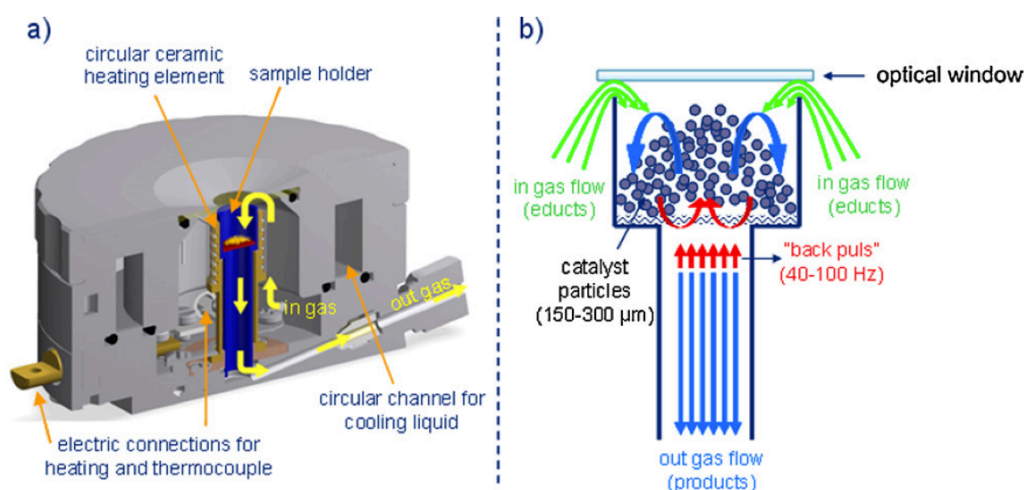 a)
circular ceramic
heating element
sample holder
in gas
out gas
circular channel for
cooling liquid
electric connections for
heating and thermocouple
b)
optical window
in gas flow
(educts)
in gas flow
(educts)
catalyst
particles
(150-300 µm)
"back puls"
(40-100 Hz)
out gas flow
(products)